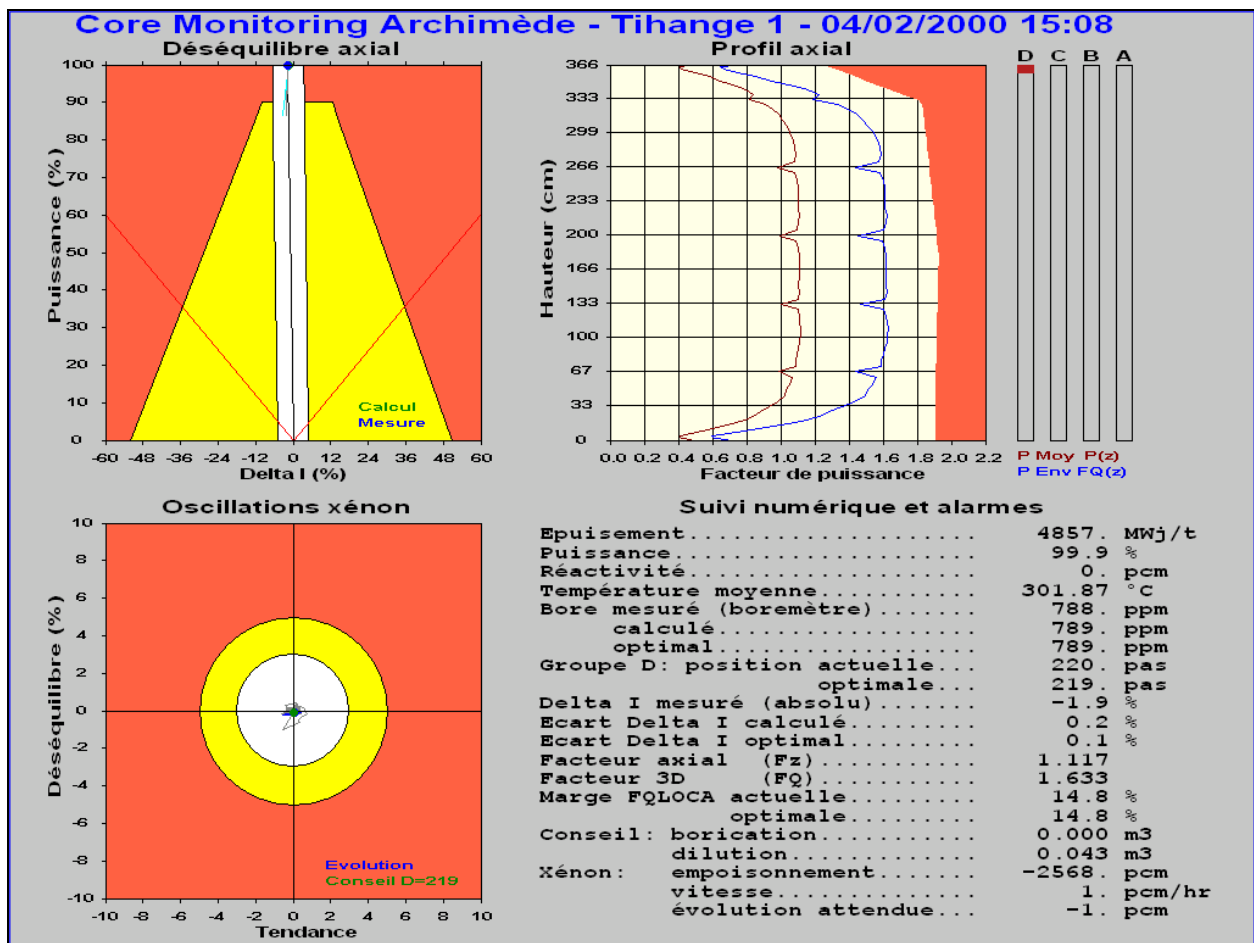 Core Monitoring Archimède - Tihange 1 - 04/02/2000 15:08
Déséquilibre axial
Puissance (%)
100
90
80
70
60
50
40
30
20
10
0
Calcul
Mesure
-60 -48 -36 -24 -12 0 12 24 36 48 60
Delta I (%)
Profil axial
Hauteur (cm)
366
333
299
266
233
200
166
133
100
67
33
0
0.0 0.2 0.4 0.6 0.8 1.0 1.2 1.4 1.6 1.8 2.0 2.2
Facteur de puissance
D C B A
P Moy P(z)
P Env FQ(z)
Oscillations xénon
Déséquilibre (%)
10
8
6
4
2
0
-2
-4
-6
-8
-10
Evolution
Conseil D=219
-10 -8 -6 -4 -2 0 2 4 6 8 10
Tendance
Suivi numérique et alarmes
Epuisement...................... 4857. MWj/t
Puissance....................... 99.9 %
Réactivité...................... 0. pcm
Température moyenne............ 301.87 °C
Bore mesuré (boremètre)........ 788. ppm
calculé.................... 789. ppm
optimal.................... 789. ppm
Groupe D: position actuelle... 220. pas
optimale... 219. pas
Delta I mesuré (absolu)........ -1.9 %
Ecart Delta I calculé.......... 0.2 %
Ecart Delta I optimal.......... 0.1 %
Facteur axial (Fz)............ 1.117
Facteur 3D (FQ)............ 1.633
Marge FQLOCA actuelle.......... 14.8 %
optimale.......... 14.8 %
Conseil: borication............ 0.000 m3
dilution.............. 0.043 m3
Xénon: empoisonnement........ -2568. pcm
vitesse............... 1. pcm/hr
évolution attendue... -1. pcm